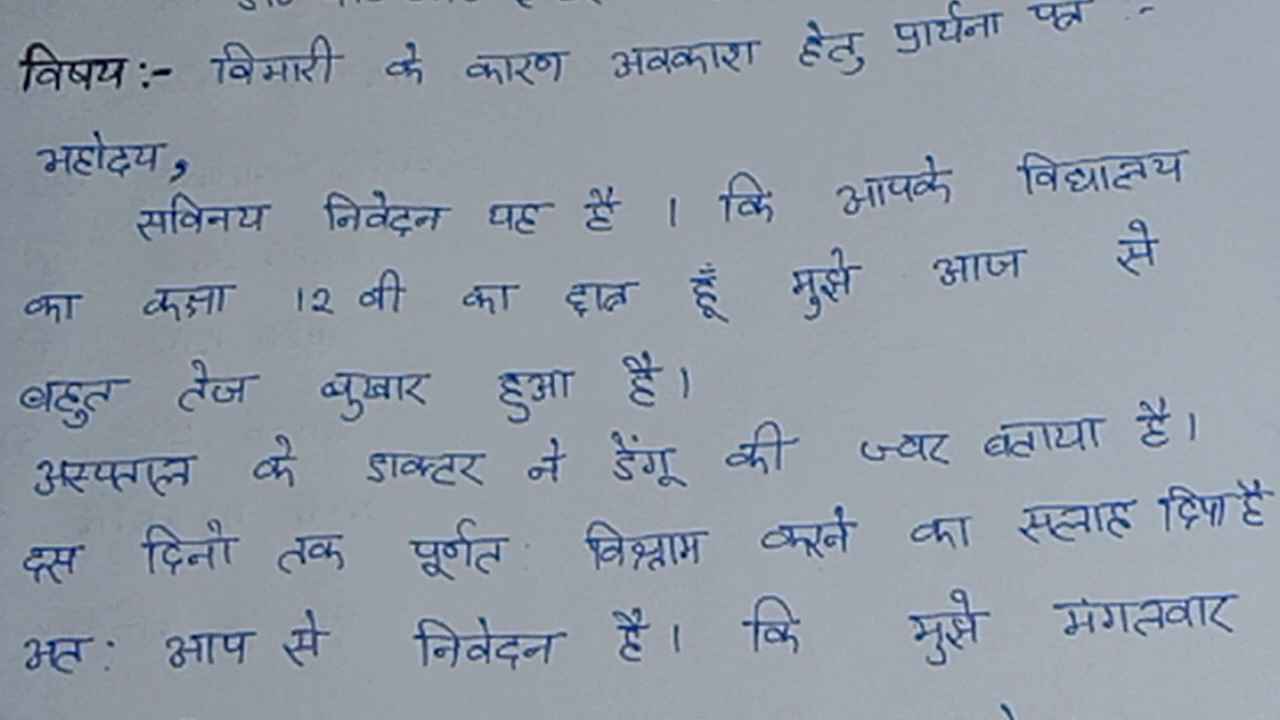 विषय :- बिमारी के कारण अवकाश हेतु प्रार्थना पत्र :-
महोदय,
सविनय निवेदन यह है । कि आपके विद्यालय
का कक्षा 12 वी का छात्र हूँ मुझे आज से
बहुत तेज बुखार हुआ है ।
अस्पताल के डाक्टर ने डेंगू की ज्वर बताया है ।
दस दिनों तक पूर्णत विश्राम करने का सलाह दिया है
अत : आप से निवेदन है । कि मुझे मंगलवार